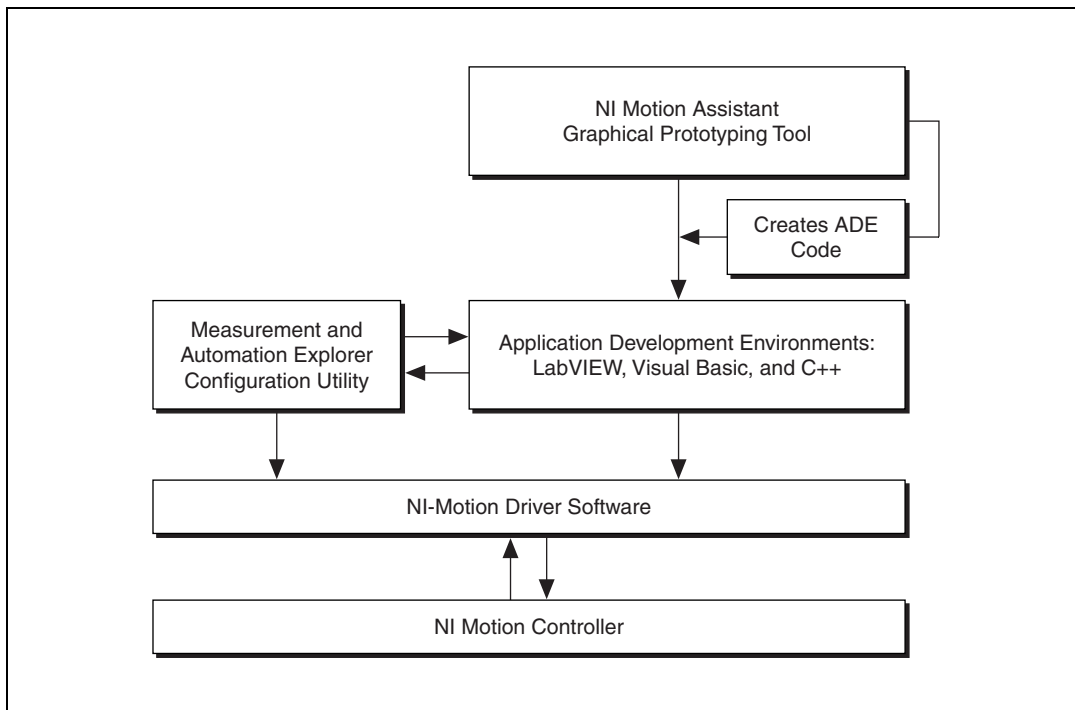 NI Motion Assistant
Graphical Prototyping Tool
Creates ADE
Code
Measurement and
Automation Explorer
Configuration Utility
Application Development Environments:
LabVIEW, Visual Basic, and C++
NI-Motion Driver Software
NI Motion Controller